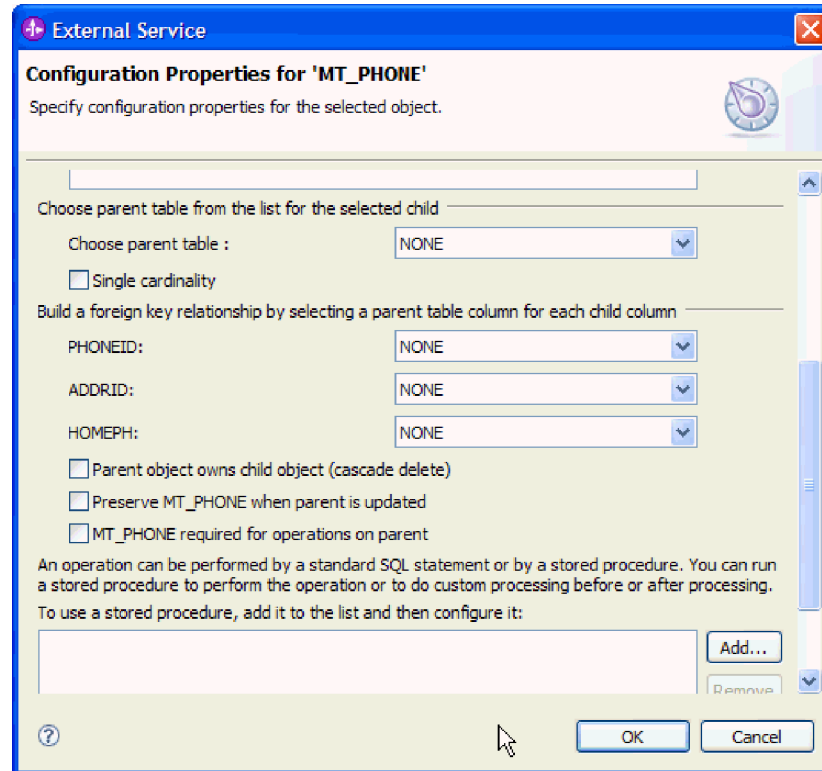 External Service
Configuration Properties for 'MT_PHONE'
Specify configuration properties for the selected object.
Choose parent table from the list for the selected child
Choose parent table :
NONE
Single cardinality
Build a foreign key relationship by selecting a parent table column for each child column
PHONEID:
NONE
ADDRID:
NONE
HOMEPH:
NONE
Parent object owns child object (cascade delete)
Preserve MT_PHONE when parent is updated
MT_PHONE required for operations on parent
An operation can be performed by a standard SQL statement or by a stored procedure. You can run
a stored procedure to perform the operation or to do custom processing before or after processing.
To use a stored procedure, add it to the list and then configure it:
Add...
Remove
?
OK
Cancel